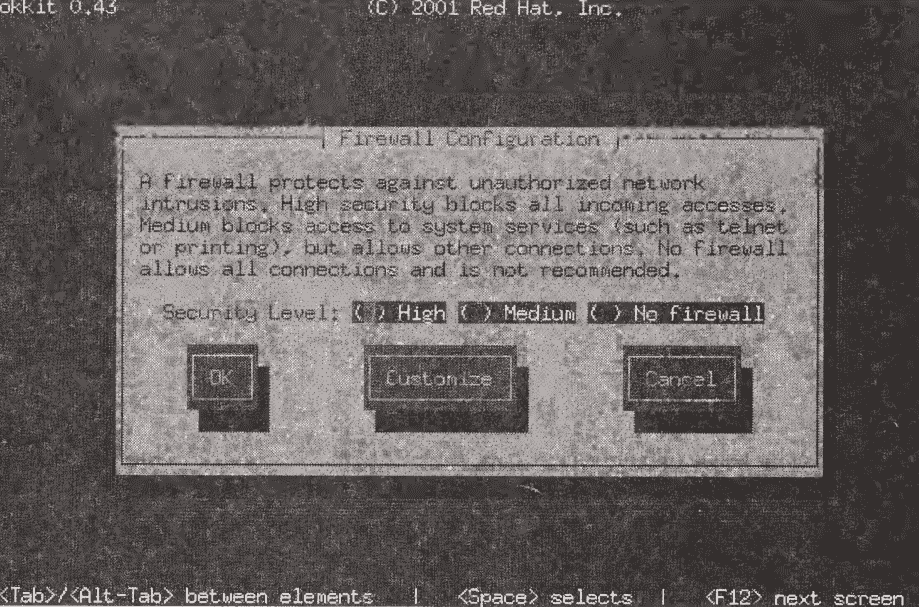 okkit 0.43 (C) 2001 Red Hat, Inc.
Firewall Configuration
A firewall protects against unauthorized network
intrusions. High security blocks all incoming accesses.
Medium blocks access to system services (such as telnet
or printing), but allows other connections. No firewall
allows all connections and is not recommended.
Security Level: ( ) High ( ) Medium ( ) No firewall
OK Customize Cancel
<Tab>/<Alt-Tab> between elements | <Space> selects | <F12> next screen